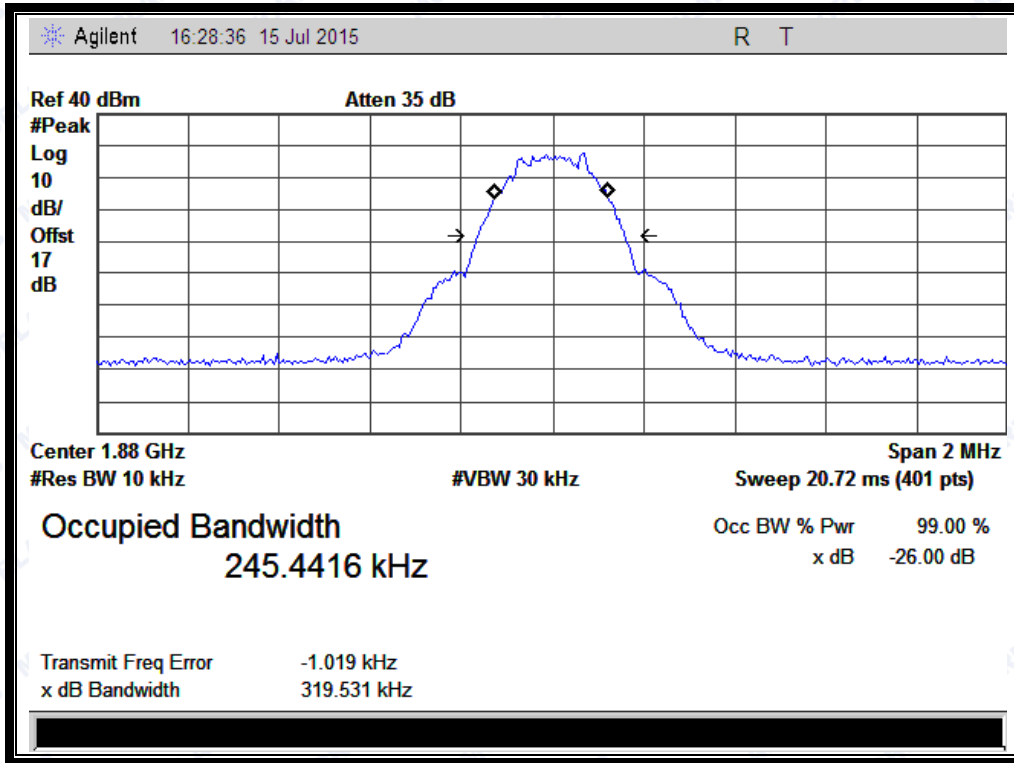 Agilent 16:28:36 15 Jul 2015 R T
Ref 40 dBm Atten 35 dB
#Peak
Log
10
dB/
Offst
17
dB
Center 1.88 GHz Span 2 MHz
#Res BW 10 kHz #VBW 30 kHz Sweep 20.72 ms (401 pts)
Occupied Bandwidth Occ BW % Pwr 99.00 %
245.4416 kHz x dB -26.00 dB
Transmit Freq Error -1.019 kHz
x dB Bandwidth 319.531 kHz